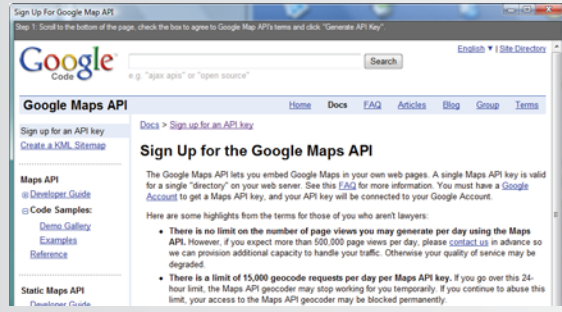 Sign Up For Google Map API
Step 1: Scroll to the bottom of the page, check the box to agree to Google Map API's terms and click "Generate API Key".
English ▼ | Site Directory
Google
Code
Search
e.g. "ajax apis" or "open source"
Google Maps API
Home Docs FAQ Articles Blog Group Terms
Sign up for an API key
Create a KML Sitemap
Maps API
Developer Guide
Code Samples:
Demo Gallery
Examples
Reference
Static Maps API
Developer Guide
Docs > Sign up for an API key
Sign Up for the Google Maps API
The Google Maps API lets you embed Google Maps in your own web pages. A single Maps API key is valid
for a single "directory" on your web server. See this FAQ for more information. You must have a Google
Account to get a Maps API key, and your API key will be connected to your Google Account.
Here are some highlights from the terms for those of you who aren't lawyers:
• There is no limit on the number of page views you may generate per day using the Maps
API. However, if you expect more than 500,000 page views per day, please contact us in advance so
we can provision additional capacity to handle your traffic. Otherwise your quality of service may be
degraded.
• There is a limit of 15,000 geocode requests per day per Maps API key. If you go over this 24-
hour limit, the Maps API geocoder may stop working for you temporarily. If you continue to abuse this
limit, your access to the Maps API geocoder may be blocked permanently.